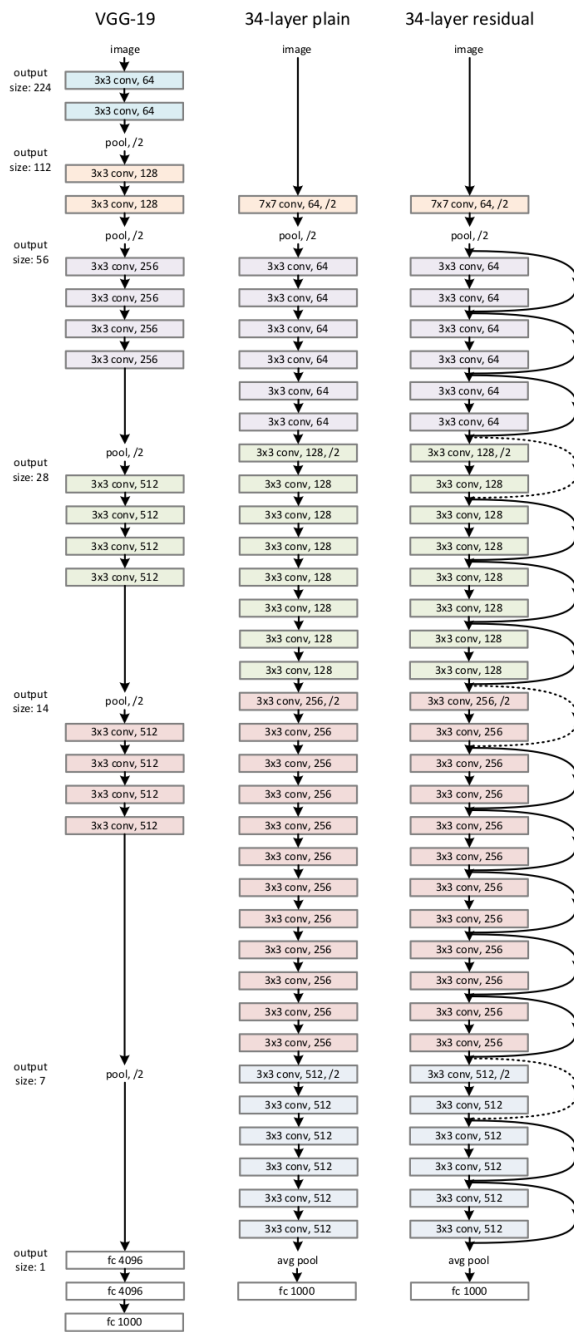 VGG-19
image
output
size: 224
3x3 conv, 64
3x3 conv, 64
pool, /2
output
size: 112
3x3 conv, 128
3x3 conv, 128
pool, /2
output
size: 56
3x3 conv, 256
3x3 conv, 256
3x3 conv, 256
3x3 conv, 256
pool, /2
output
size: 28
3x3 conv, 512
3x3 conv, 512
3x3 conv, 512
3x3 conv, 512
pool, /2
output
size: 14
3x3 conv, 512
3x3 conv, 512
3x3 conv, 512
3x3 conv, 512
output
size: 7
pool, /2
output
size: 1
fc 4096
fc 4096
fc 1000
34-layer plain
image
7x7 conv, 64, /2
pool, /2
3x3 conv, 64
3x3 conv, 64
3x3 conv, 64
3x3 conv, 64
3x3 conv, 64
3x3 conv, 64
3x3 conv, 128, /2
3x3 conv, 128
3x3 conv, 128
3x3 conv, 128
3x3 conv, 128
3x3 conv, 128
3x3 conv, 128
3x3 conv, 128
3x3 conv, 256, /2
3x3 conv, 256
3x3 conv, 256
3x3 conv, 256
3x3 conv, 256
3x3 conv, 256
3x3 conv, 256
3x3 conv, 256
3x3 conv, 256
3x3 conv, 256
3x3 conv, 256
3x3 conv, 256
3x3 conv, 512, /2
3x3 conv, 512
3x3 conv, 512
3x3 conv, 512
3x3 conv, 512
3x3 conv, 512
avg pool
fc 1000
34-layer residual
image
7x7 conv, 64, /2
pool, /2
3x3 conv, 64
3x3 conv, 64
3x3 conv, 64
3x3 conv, 64
3x3 conv, 64
3x3 conv, 64
3x3 conv, 128, /2
3x3 conv, 128
3x3 conv, 128
3x3 conv, 128
3x3 conv, 128
3x3 conv, 128
3x3 conv, 128
3x3 conv, 128
3x3 conv, 256, /2
3x3 conv, 256
3x3 conv, 256
3x3 conv, 256
3x3 conv, 256
3x3 conv, 256
3x3 conv, 256
3x3 conv, 256
3x3 conv, 256
3x3 conv, 256
3x3 conv, 256
3x3 conv, 256
3x3 conv, 512, /2
3x3 conv, 512
3x3 conv, 512
3x3 conv, 512
3x3 conv, 512
3x3 conv, 512
avg pool
fc 1000